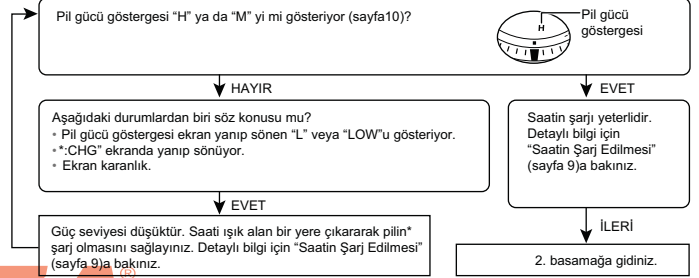 Pil gücü göstergesi “H” ya da “M” yi mi gösteriyor (sayfa10)?
H
Pil gücü
göstergesi
HAYIR
EVET
Aşağıdaki durumlardan biri söz konusu mu?
• Pil gücü göstergesi ekran yanıp sönen “L” veya “LOW”u gösteriyor.
•*:CHG” ekranda yanıp sönüyor.
• Ekran karanlık.
Saatin şarjı yeterlidir.
Detaylı bilgi için
“Saatin Şarj Edilmesi”
(sayfa 9)a bakınız.
EVET
İLERİ
Güç seviyesi düşüktür. Saati ışık alan bir yere çıkararak pilin*
şarj olmasını sağlayınız. Detaylı bilgi için “Saatin Şarj Edilmesi”
(sayfa 9)a bakınız.
2. basamağa gidiniz.
®